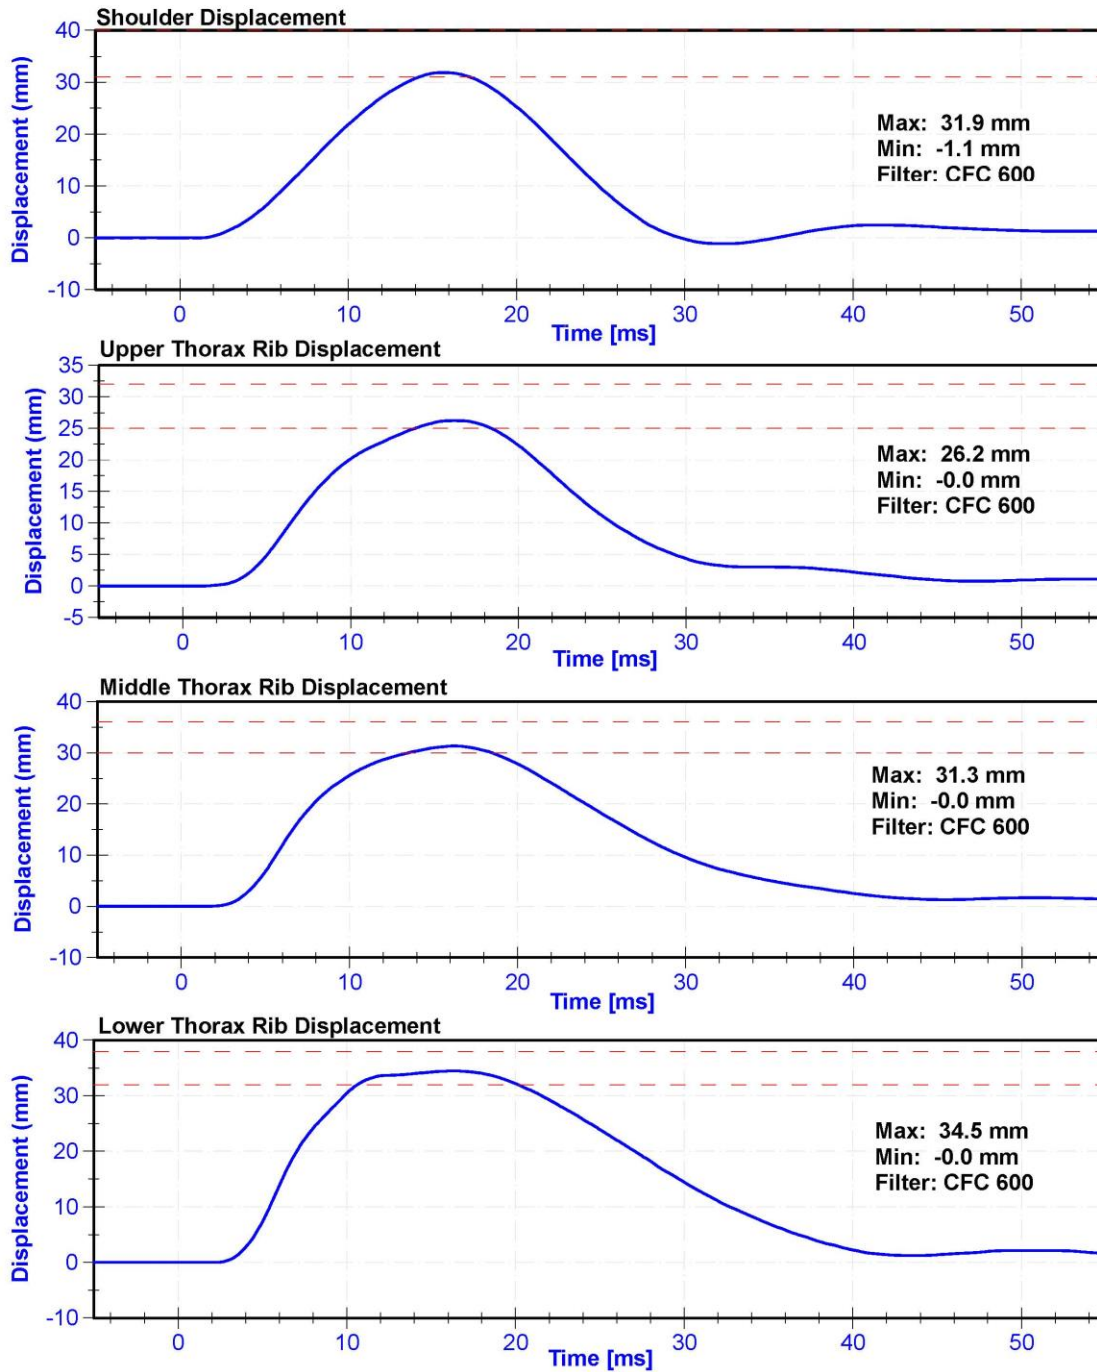 Shoulder Displacement
Displacement (mm)
40
30
20
10
0
-10
Max: 31.9 mm
Min: -1.1 mm
Filter: CFC 600
0 10 20 30 40 50
Time [ms]
Upper Thorax Rib Displacement
Displacement (mm)
35
30
25
20
15
10
5
0
-5
Max: 26.2 mm
Min: -0.0 mm
Filter: CFC 600
0 10 20 30 40 50
Time [ms]
Middle Thorax Rib Displacement
Displacement (mm)
40
30
20
10
0
-10
Max: 31.3 mm
Min: -0.0 mm
Filter: CFC 600
0 10 20 30 40 50
Time [ms]
Lower Thorax Rib Displacement
Displacement (mm)
40
30
20
10
0
-10
Max: 34.5 mm
Min: -0.0 mm
Filter: CFC 600
0 10 20 30 40 50
Time [ms]